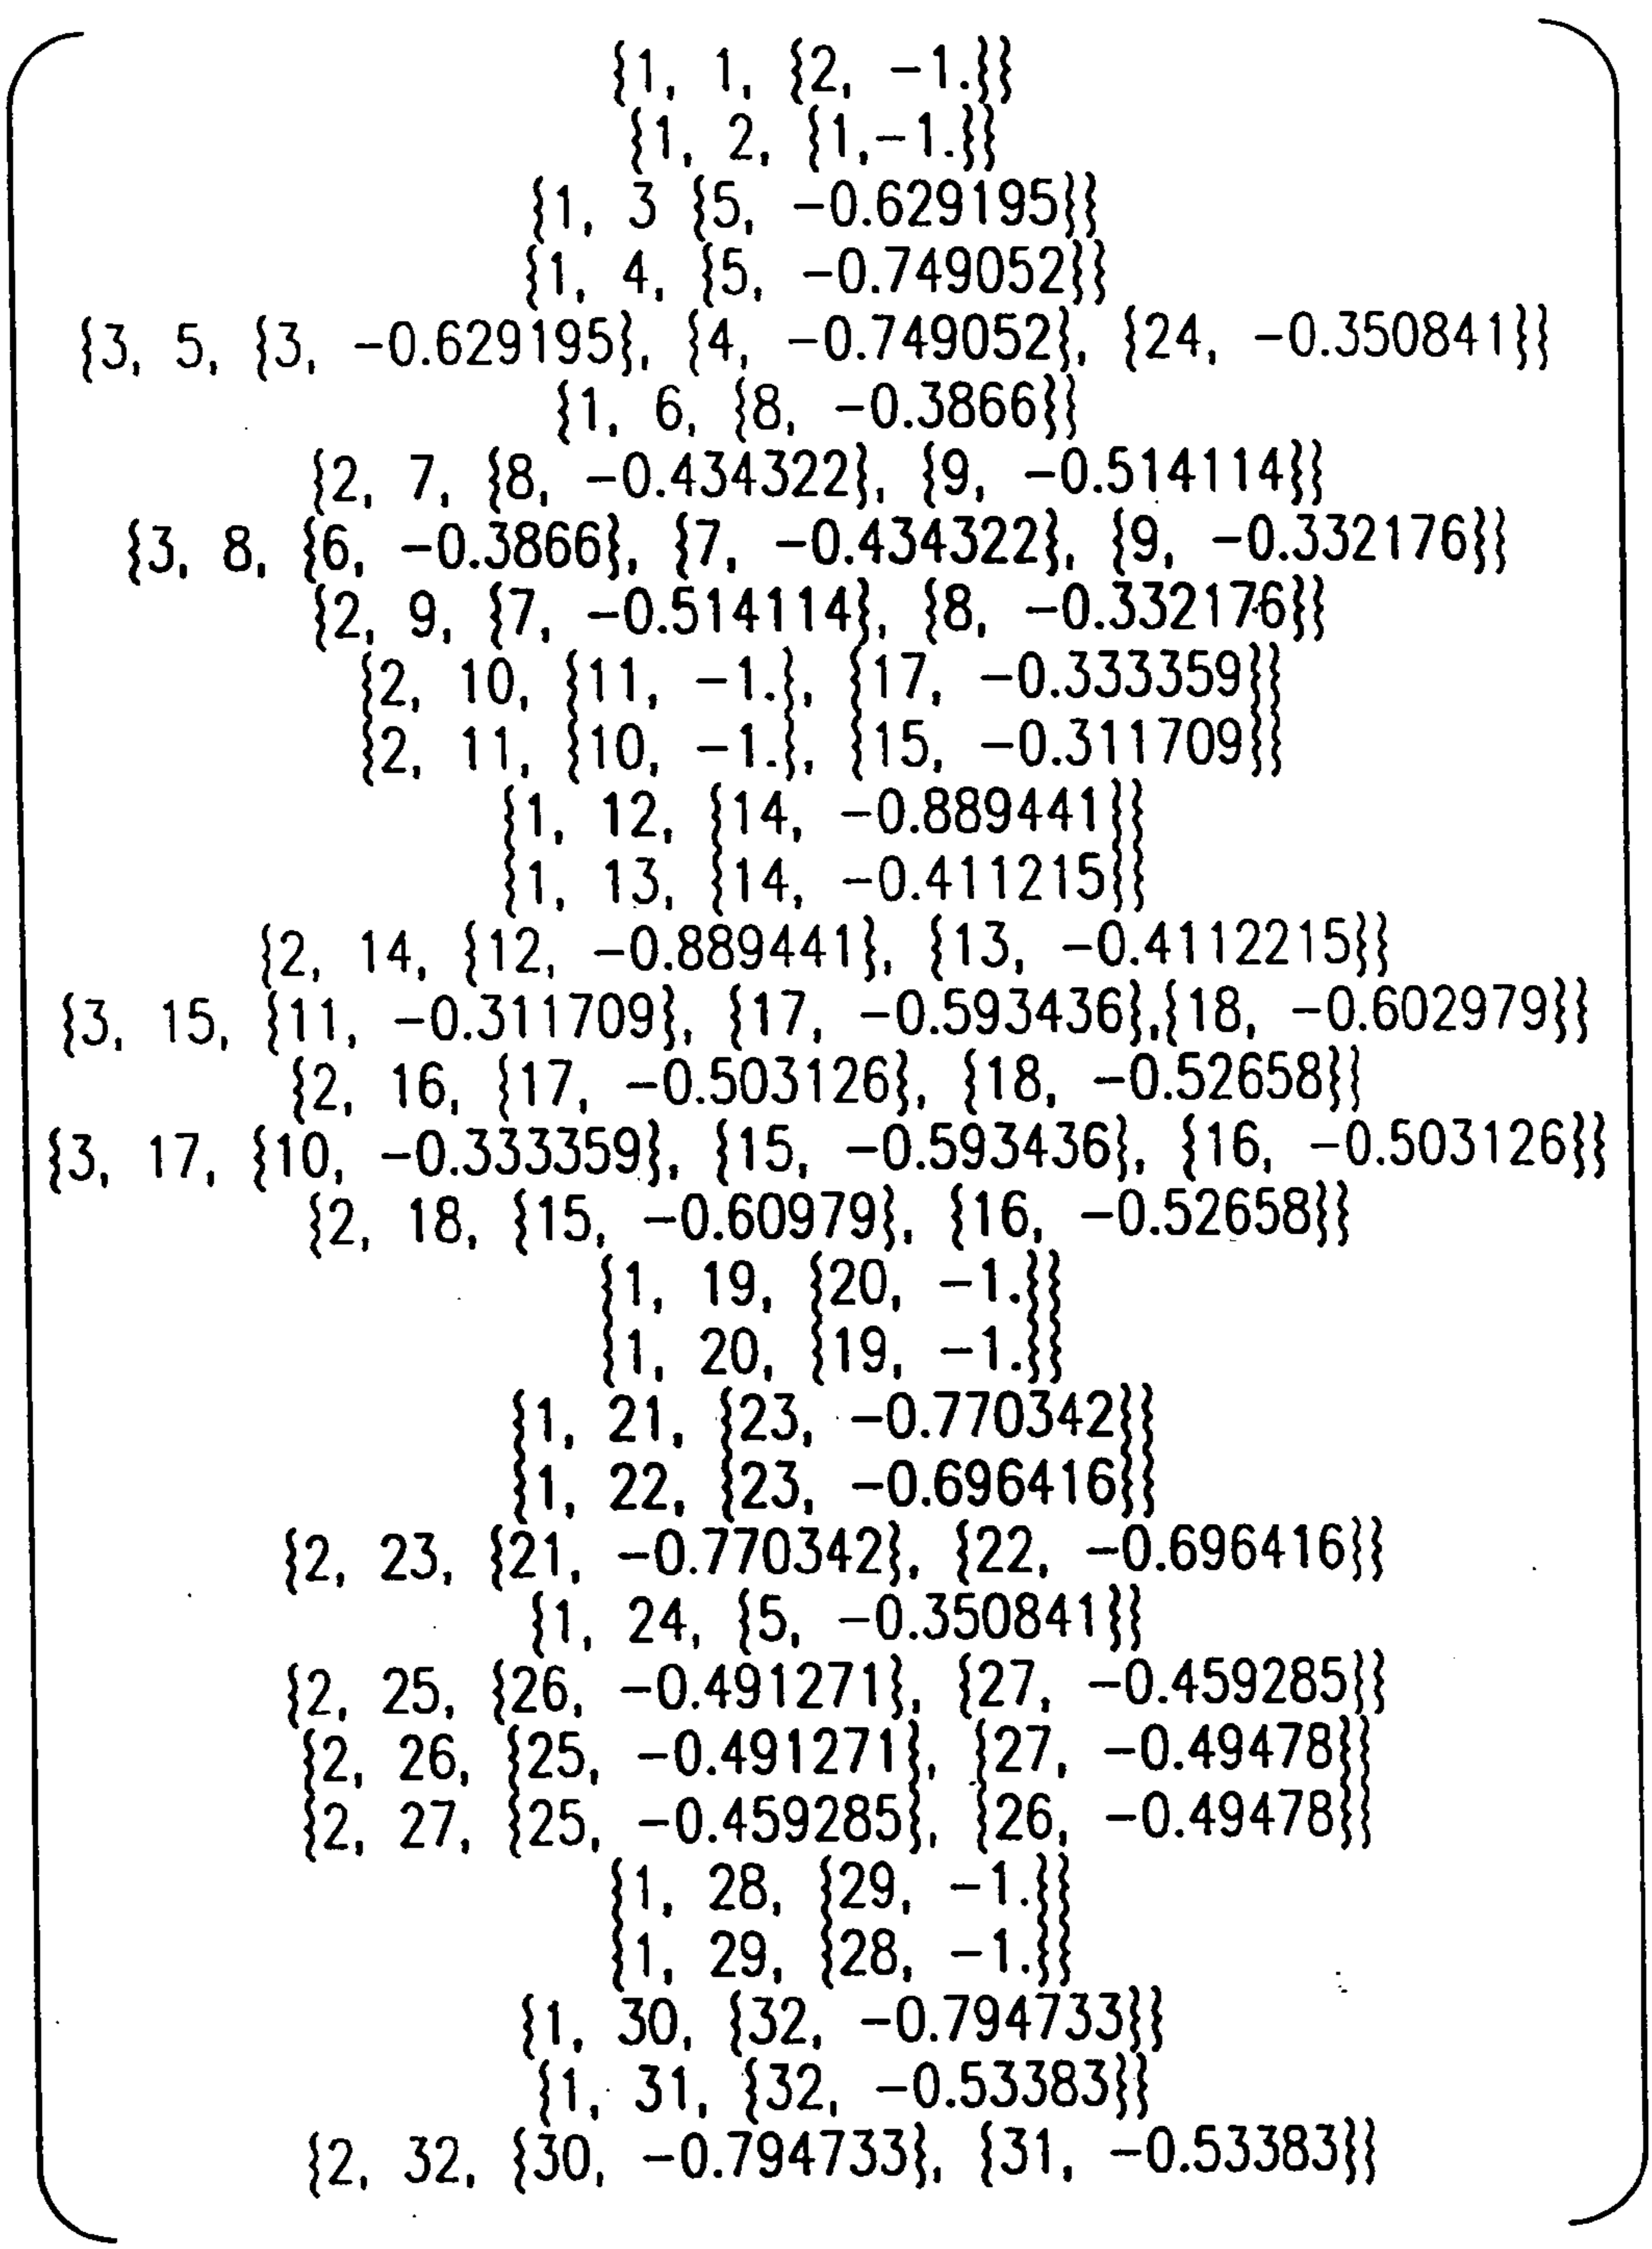 {1, 1, {2, −1.}}
{1, 2, {1,−1.}}
{1, 3 {5, −0.629195}}
{1, 4, {5, −0.749052}}
{3, 5, {3, −0.629195}, {4, −0.749052}, {24, −0.350841}}
{1, 6, {8, −0.3866}}
{2, 7, {8, −0.434322}, {9, −0.514114}}
{3, 8, {6, −0.3866}, {7, −0.434322}, {9, −0.332176}}
{2, 9, {7, −0.514114}, {8, −0.332176}}
{2, 10, {11, −1.}, {17, −0.333359}}
{2, 11, {10, −1.}, {15, −0.311709}}
{1, 12, {14, −0.889441}}
{1, 13, {14, −0.411215}}
{2, 14, {12, −0.889441}, {13, −0.4112215}}
{3, 15, {11, −0.311709}, {17, −0.593436},{18, −0.602979}}
{2, 16, {17, −0.503126}, {18, −0.52658}}
{3, 17, {10, −0.333359}, {15, −0.593436}, {16, −0.503126}}
{2, 18, {15, −0.60979}, {16, −0.52658}}
{1, 19, {20, −1.}}
{1, 20, {19, −1.}}
{1, 21, {23, −0.770342}}
{1, 22, {23, −0.696416}}
{2, 23, {21, −0.770342}, {22, −0.696416}}
{1, 24, {5, −0.350841}}
{2, 25, {26, −0.491271}, {27, −0.459285}}
{2, 26, {25, −0.491271}, {27, −0.49478}}
{2, 27, {25, −0.459285}, {26, −0.49478}}
{1, 28, {29, −1.}}
{1, 29, {28, −1.}}
{1, 30, {32, −0.794733}}
{1, 31, {32, −0.53383}}
{2, 32, {30, −0.794733}, {31, −0.53383}}